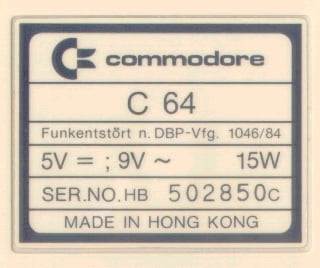 commodore
C 64
Funkentstört n. DBP-Vfg. 1046/84
5V = ; 9V ~ 15W
SER.NO. HB 502850C
MADE IN HONG KONG